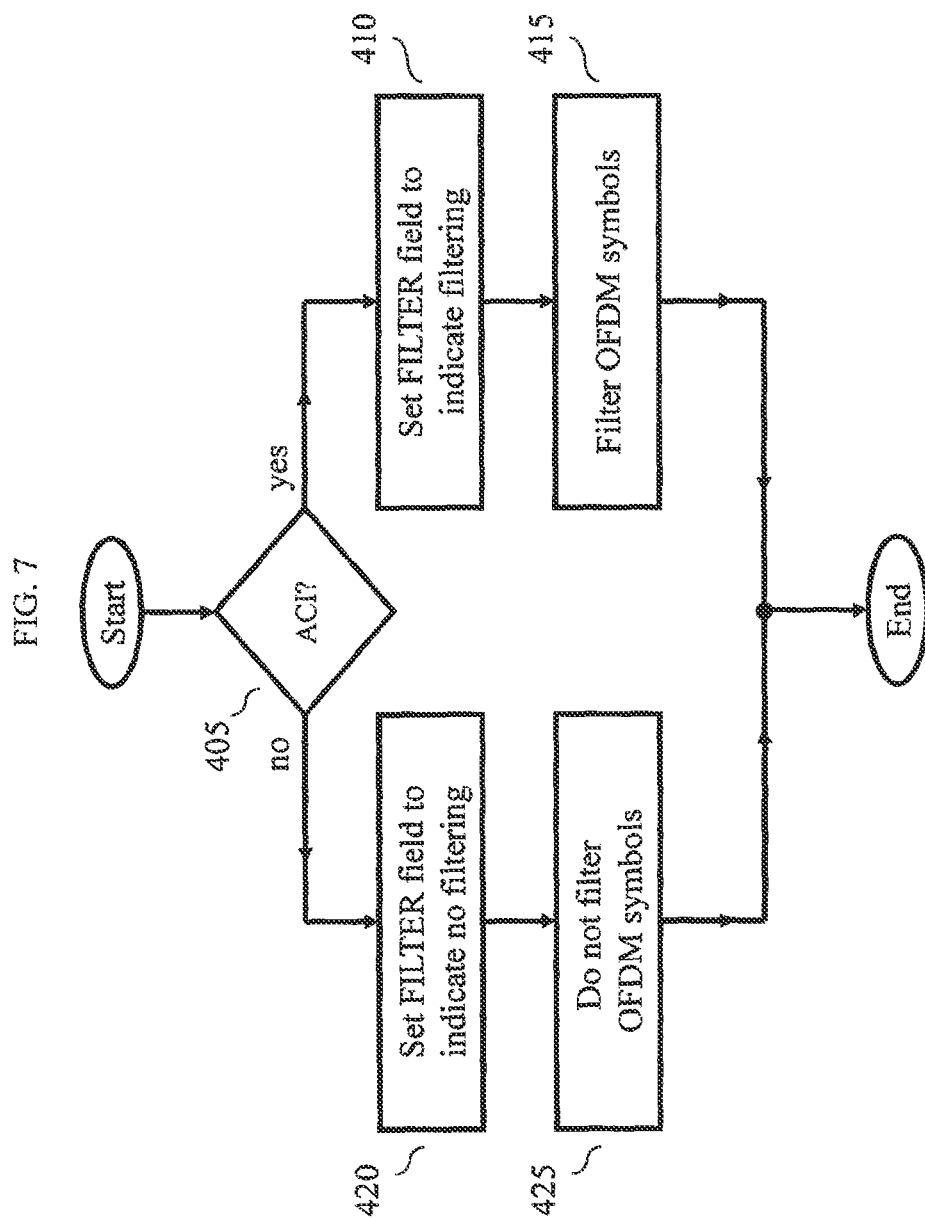 FIG. 7
Start
ACI?
405
no
yes
Set FILTER field to
indicate no filtering
420
Set FILTER field to
indicate filtering
410
Do not filter
OFDM symbols
425
Filter OFDM symbols
415
End